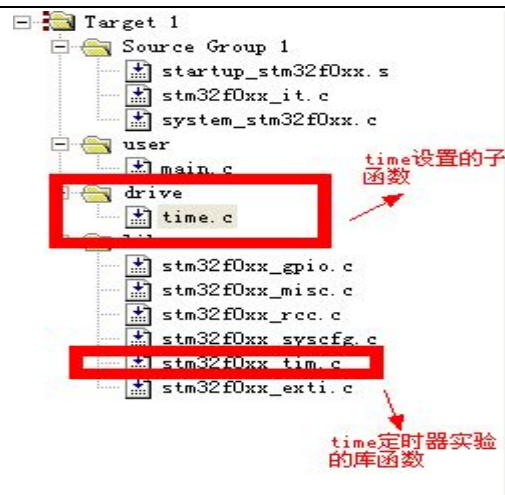 Target 1
Source Group 1
startup_stm32f0xx.s
stm32f0xx_it.c
system_stm32f0xx.c
user
main.c
time设置的子
函数
drive
time.c
stm32f0xx_gpio.c
stm32f0xx_misc.c
stm32f0xx_rcc.c
stm32f0xx_syscfg.c
stm32f0xx_tim.c
stm32f0xx_exti.c
time定时器实验
的库函数